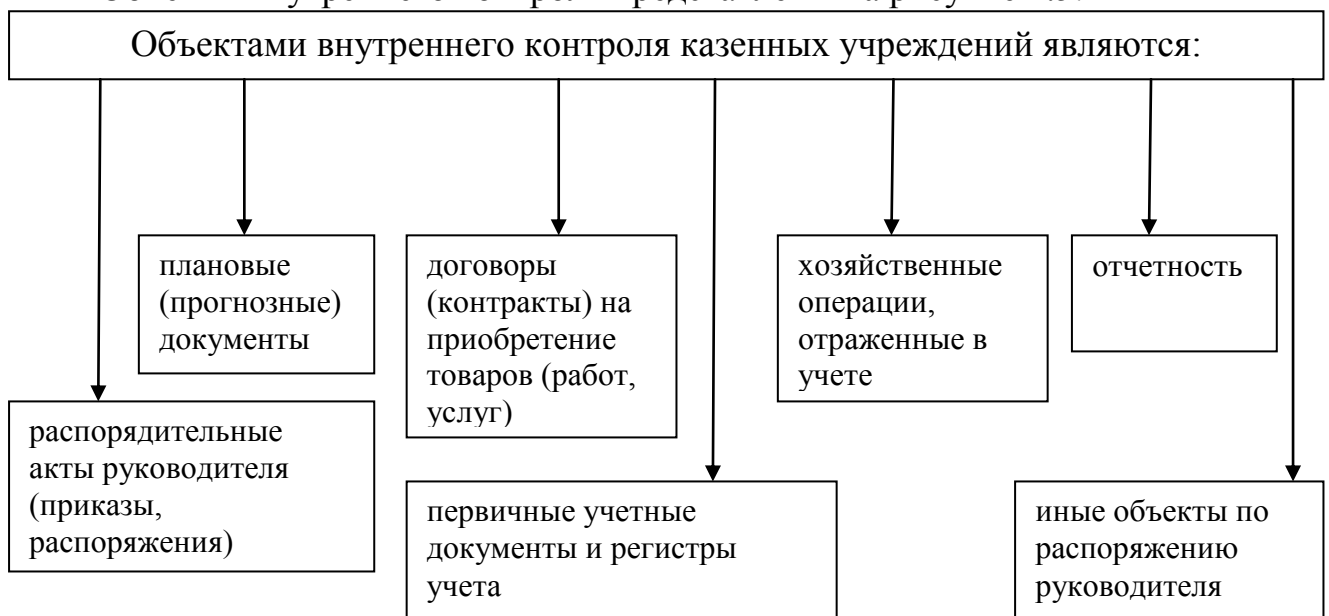 Объектами внутреннего контроля казенных учреждений являются:
плановые
(прогнозные)
документы
договоры
(контракты) на
приобретение
товаров (работ,
услуг)
хозяйственные
операции,
отраженные в
учете
отчетность
распорядительные
акты руководителя
(приказы,
распоряжения)
первичные учетные
документы и регистры
учета
иные объекты по
распоряжению
руководителя